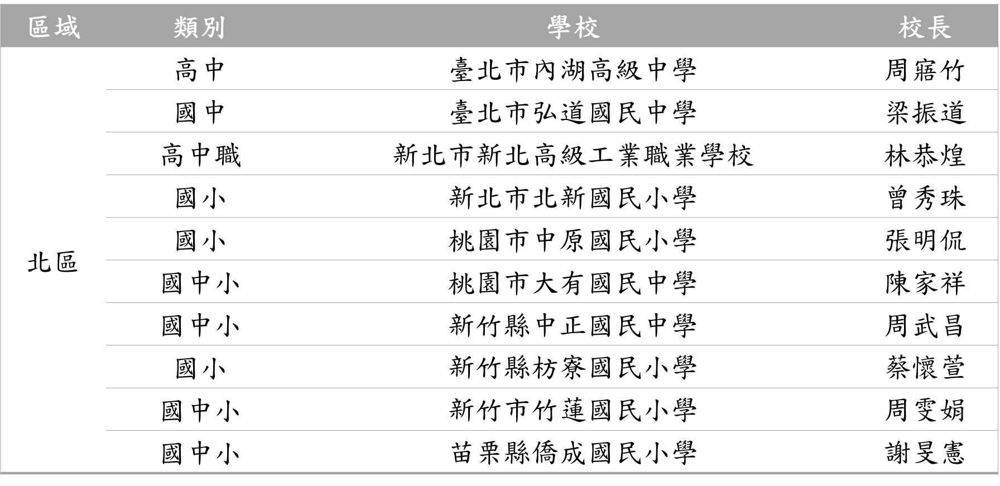 區域 類別 學校 校長
高中 臺北市內湖高級中學 周寤竹
國中 臺北市弘道國民中學 梁振道
高中職 新北市新北高級工業職業學校 林恭煌
國小 新北市北新國民小學 曾秀珠
國小 桃園市中原國民小學 張明侃
北區
國中小 桃園市大有國民中學 陳家祥
國中小 新竹縣中正國民中學 周武昌
國小 新竹縣枋寮國民小學 蔡懷萱
國中小 新竹市竹蓮國民小學 周雯娟
國中小 苗栗縣僑成國民小學 謝旻憲